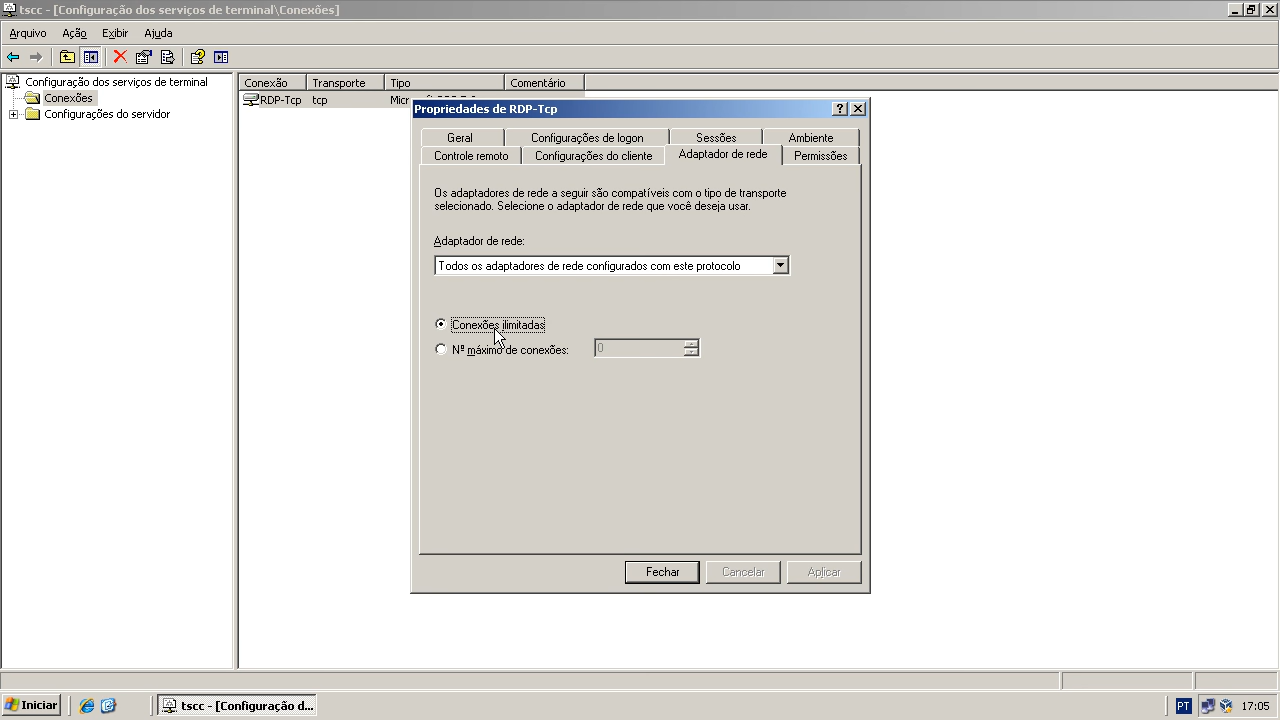 tscc - [Configuração dos serviços de terminal\Conexões]
Arquivo Ação Exibir Ajuda
Configuração dos serviços de terminal
Conexões
Configurações do servidor
Conexão Transporte Tipo Comentário
RDP-Tcp tcp
Propriedades de RDP-Tcp
Geral Configurações de logon Sessões Ambiente
Controle remoto Configurações do cliente Adaptador de rede Permissões
Os adaptadores de rede a seguir são compatíveis com o tipo de transporte
selecionado. Selecione o adaptador de rede que você deseja usar.
Adaptador de rede:
Todos os adaptadores de rede configurados com este protocolo
Conexões ilimitadas
Nº máximo de conexões: 0
Fechar Cancelar Aplicar
Iniciar tscc - [Configuração d... PT 17:05